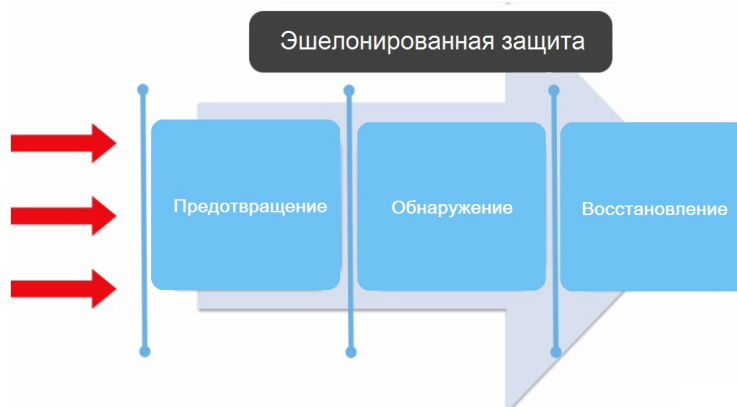 Эшелонированная защита
Предотвращение
Обнаружение
Восстановление